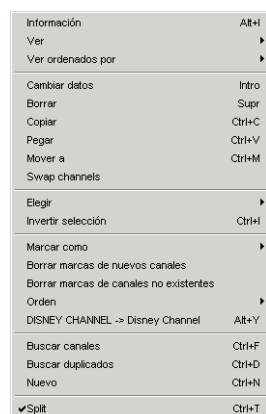 Información Alt+I
Ver
Ver ordenados por
Cambiar datos Intro
Borrar Supr
Copiar Ctrl+C
Pegar Ctrl+V
Mover a Ctrl+M
Swap channels
Elegir
Invertir selección Ctrl+I
Marcar como
Borrar marcas de nuevos canales
Borrar marcas de canales no existentes
Orden
DISNEY CHANNEL -> Disney Channel Alt+Y
Buscar canales Ctrl+F
Buscar duplicados Ctrl+D
Nuevo Ctrl+N
✔Split Ctrl+T